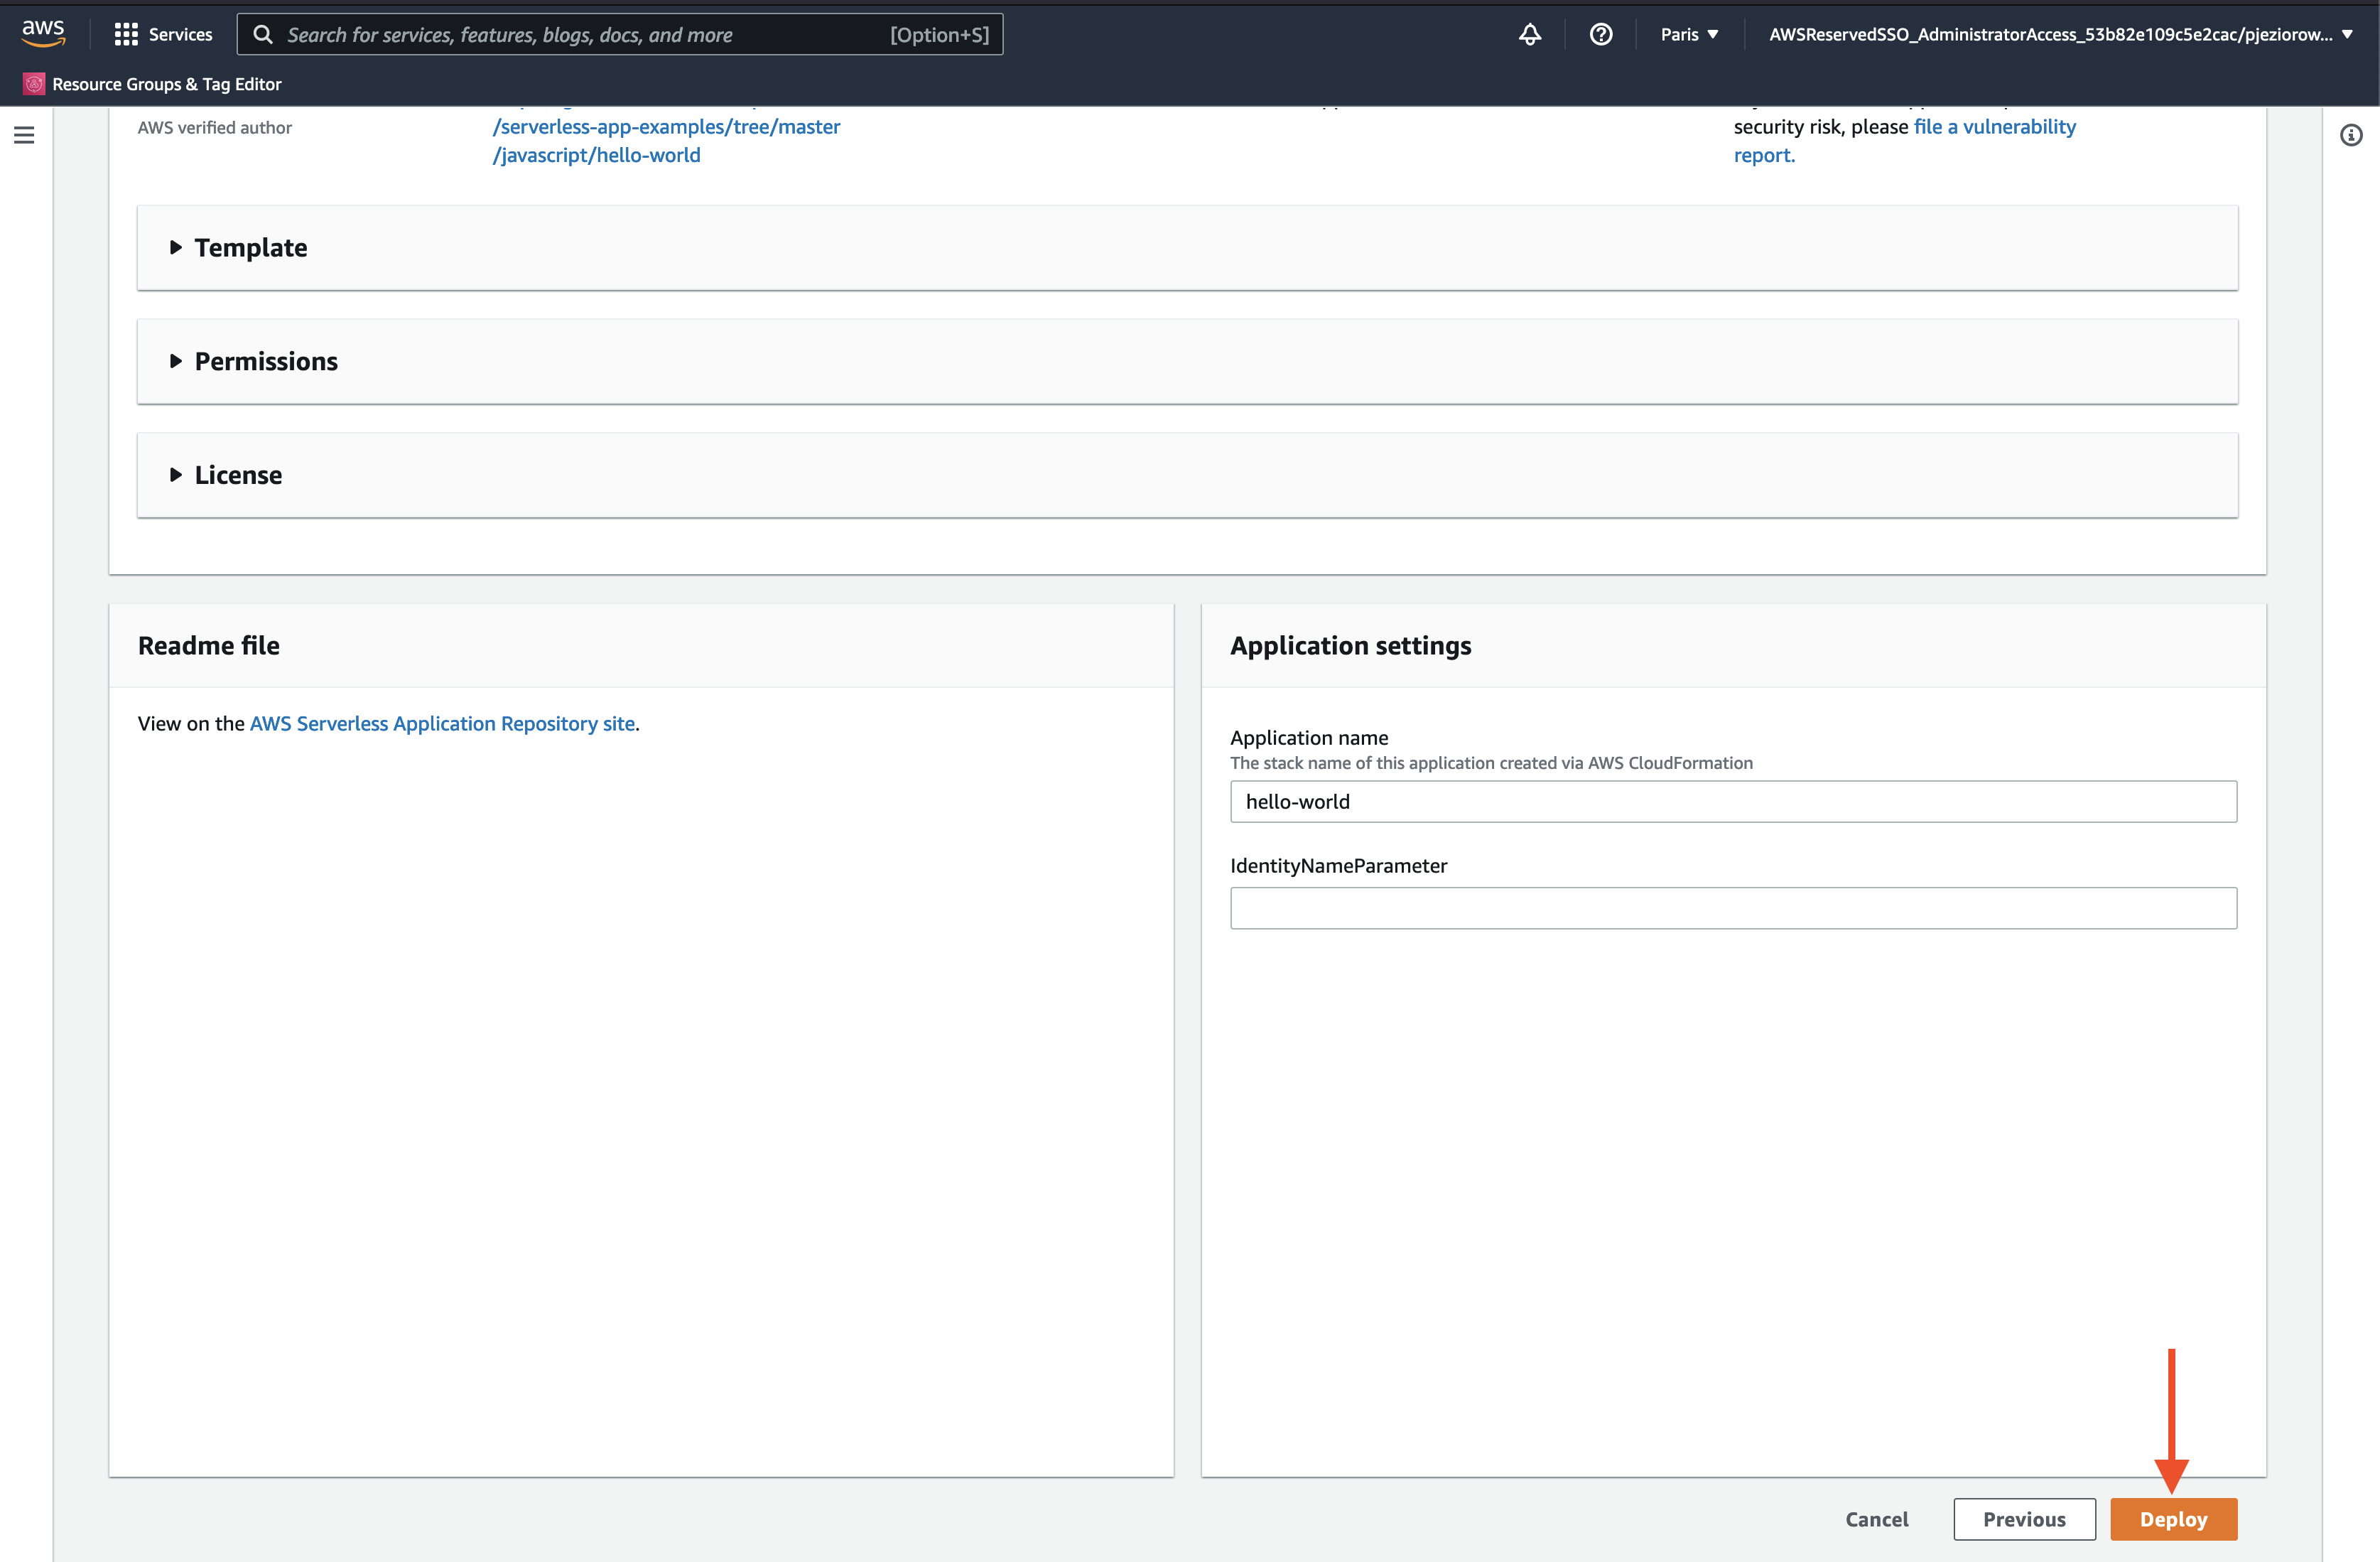 aws
Services
Search for services, features, blogs, docs, and more
[Option+S]
Paris
AWSReservedSSO_AdministratorAccess_53b82e109c5e2cac/pjeziorow...
Resource Groups & Tag Editor
AWS verified author
/serverless-app-examples/tree/master
/javascript/hello-world
security risk, please file a vulnerability
report.
Template
Permissions
License
Readme file
View on the AWS Serverless Application Repository site.
Application settings
Application name
The stack name of this application created via AWS CloudFormation
hello-world
IdentityNameParameter
Cancel
Previous
Deploy